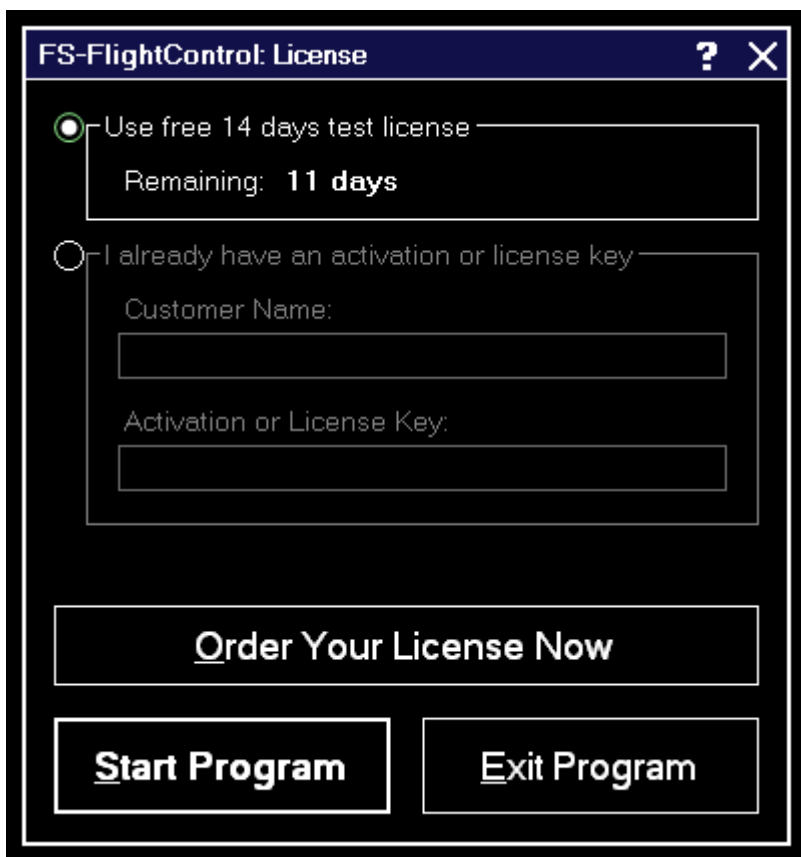 FS-FlightControl: License ? X
Use free 14 days test license
Remaining: 11 days
I already have an activation or license key
Customer Name:
Activation or License Key:
Order Your License Now
Start Program
Exit Program